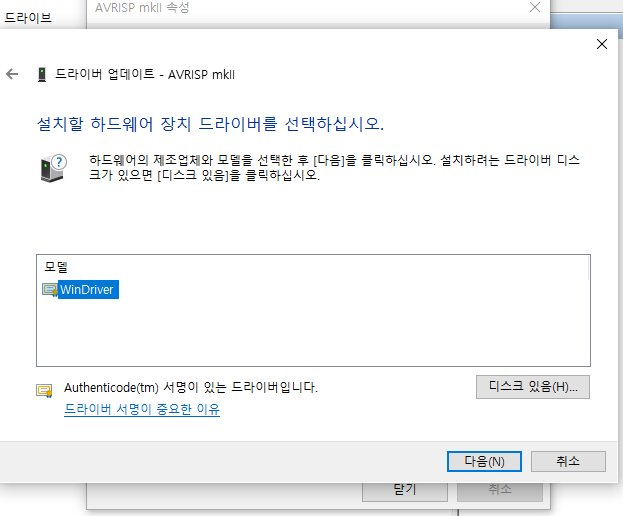 드라이브
AVRISP mkII 속성
드라이버 업데이트 - AVRISP mkII
설치할 하드웨어 장치 드라이버를 선택하십시오.
하드웨어의 제조업체와 모델을 선택한 후 [다음]을 클릭하십시오. 설치하려는 드라이버 디스
크가 있으면 [디스크 있음]을 클릭하십시오.
모델
WinDriver
Authenticode(tm) 서명이 있는 드라이버입니다.
디스크 있음(H)...
드라이버 서명이 중요한 이유
다음(N)
취소
닫기
취소